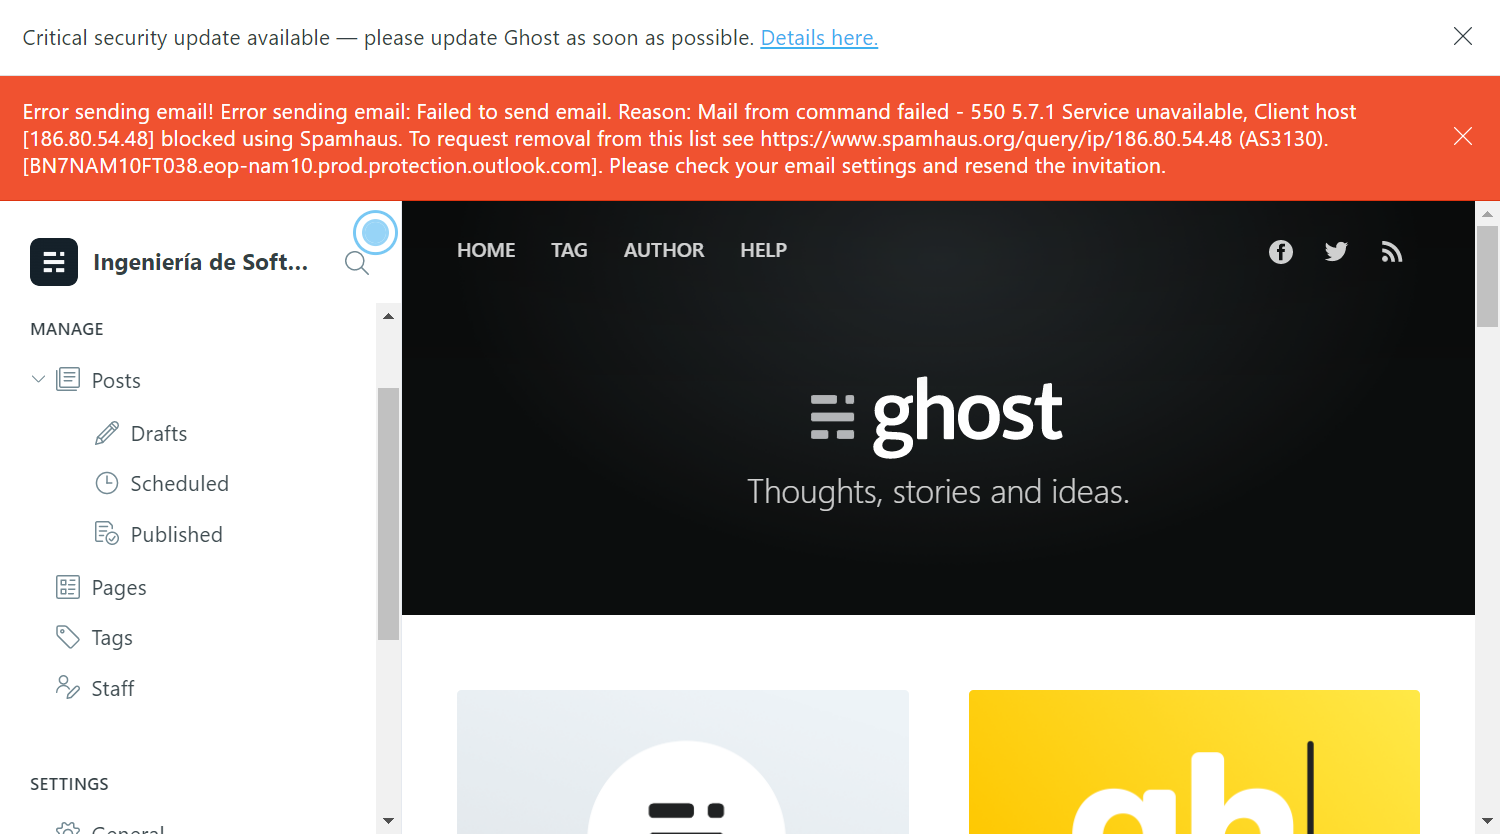 Critical security update available — please update Ghost as soon as possible. Details here.
Error sending email! Error sending email: Failed to send email. Reason: Mail from command failed - 550 5.7.1 Service unavailable, Client host
[186.80.54.48] blocked using Spamhaus. To request removal from this list see https://www.spamhaus.org/query/ip/186.80.54.48 (AS3130).
[BN7NAM10FT038.eop-nam10.prod.protection.outlook.com]. Please check your email settings and resend the invitation.
Ingeniería de Soft...
HOME TAG AUTHOR HELP
MANAGE
Posts
Drafts
Scheduled
Published
Pages
Tags
Staff
SETTINGS
General
ghost
Thoughts, stories and ideas.
gh